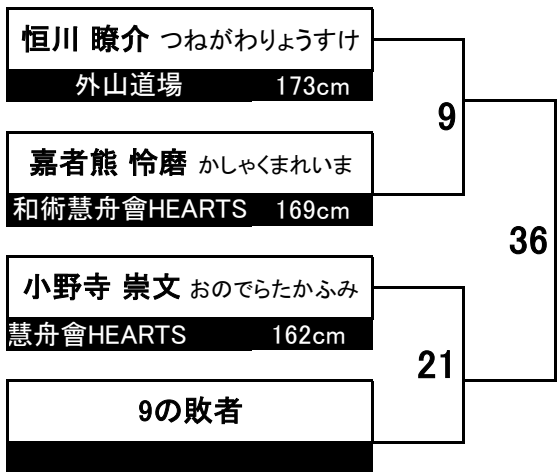 恒川 瞭介 つねがわりょうすけ
外山道場 173cm
9
嘉者熊 怜磨 かしゃくまれいま
和術慧舟會HEARTS 169cm
36
小野寺 崇文 おのでらたかふみ
慧舟會HEARTS 162cm
21
9の敗者